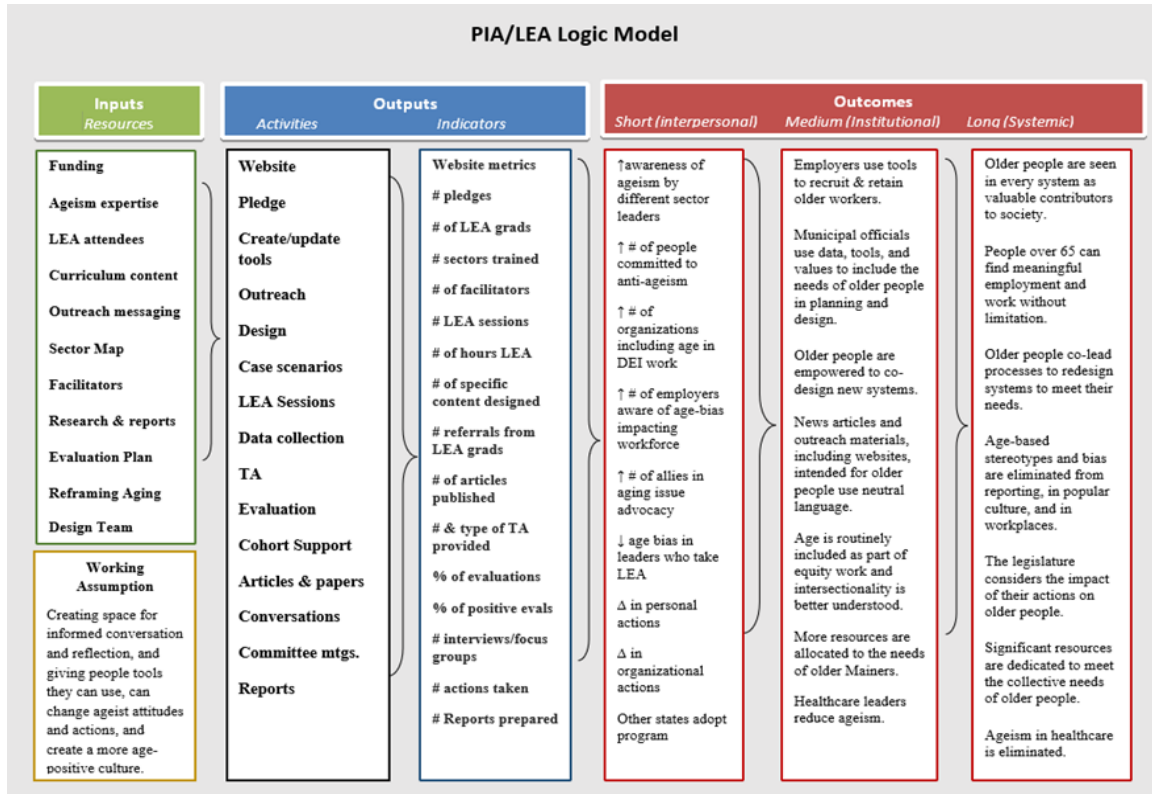 PIA/LEA Logic Model
Inputs
Resources
Outputs
Activities
Indicators
Outcomes
Short (interpersonal)
Medium (Institutional)
Long (Systemic)
Funding
Ageism expertise
LEA attendees
Curriculum content
Outreach messaging
Sector Map
Facilitators
Research & reports
Evaluation Plan
Reframing Aging
Design Team
Working
Assumption
Creating space for
informed conversation
and reflection, and
giving people tools
they can use, can
change ageist attitudes
and actions, and
create a more age-
positive culture.
Website
Pledge
Create/update
tools
Outreach
Design
Case scenarios
LEA Sessions
Data collection
TA
Evaluation
Cohort Support
Articles & papers
Conversations
Committee mtgs.
Reports
Website metrics
# pledges
# of LEA grads
# sectors trained
# of facilitators
# LEA sessions
# of hours LEA
# of specific
content designed
# referrals from
LEA grads
# of articles
published
# & type of TA
provided
% of evaluations
% of positive evals
# interviews/focus
groups
# actions taken
# Reports prepared
↑awareness of
ageism by
different sector
leaders
↑ # of people
committed to
anti-ageism
↑ # of
organizations
including age in
DEI work
↑ # of employers
aware of age-bias
impacting
workforce
↑ # of allies in
aging issue
advocacy
↓ age bias in
leaders who take
LEA
Δ in personal
actions
Δ in
organizational
actions
Other states adopt
program
Employers use tools
to recruit & retain
older workers.
Municipal officials
use data, tools, and
values to include the
needs of older people
in planning and
design.
Older people are
empowered to co-
design new systems.
News articles and
outreach materials,
including websites,
intended for older
people use neutral
language.
Age is routinely
included as part of
equity work and
intersectionality is
better understood.
More resources are
allocated to the needs
of older Mainers.
Healthcare leaders
reduce ageism.
Older people are seen
in every system as
valuable contributors
to society.
People over 65 can
find meaningful
employment and
work without
limitation.
Older people co-lead
processes to redesign
systems to meet their
needs.
Age-based
stereotypes and bias
are eliminated from
reporting, in popular
culture, and in
workplaces.
The legislature
considers the impact
of their actions on
older people.
Significant resources
are dedicated to meet
the collective needs
of older people.
Ageism in healthcare
is eliminated.